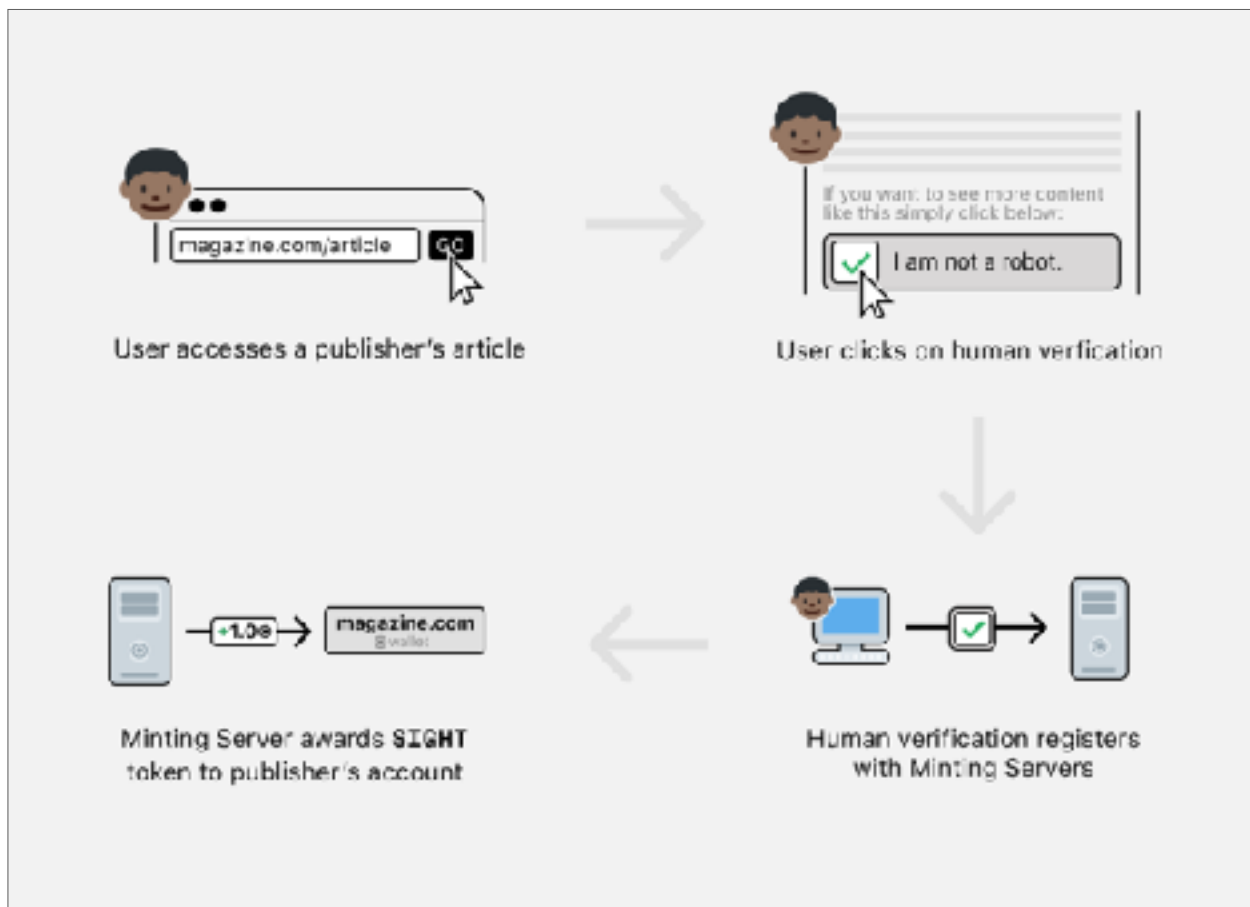 magazine.com/article
GO
User accesses a publisher's article
If you want to see more content
like this simply click below:
I am not a robot.
User clicks on human verfication
Human verification registers
with Minting Servers
magazine.com
wallet
Minting Server awards SIGHT
token to publisher's account